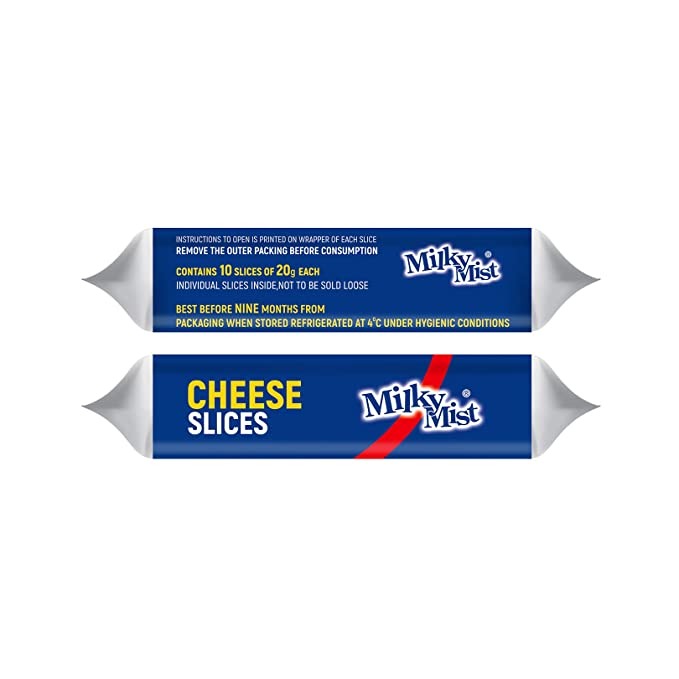 INSTRUCTIONS TO OPEN IS PRINTED ON WRAPPER OF EACH SLICE
REMOVE THE OUTER PACKING BEFORE CONSUMPTION
CONTAINS 10 SLICES OF 20g EACH
INDIVIDUAL SLICES INSIDE,NOT TO BE SOLD LOOSE
Milky Mist ®
BEST BEFORE NINE MONTHS FROM
PACKAGING WHEN STORED REFRIGERATED AT 4°C UNDER HYGIENIC CONDITIONS
CHEESE
SLICES
Milky Mist ®